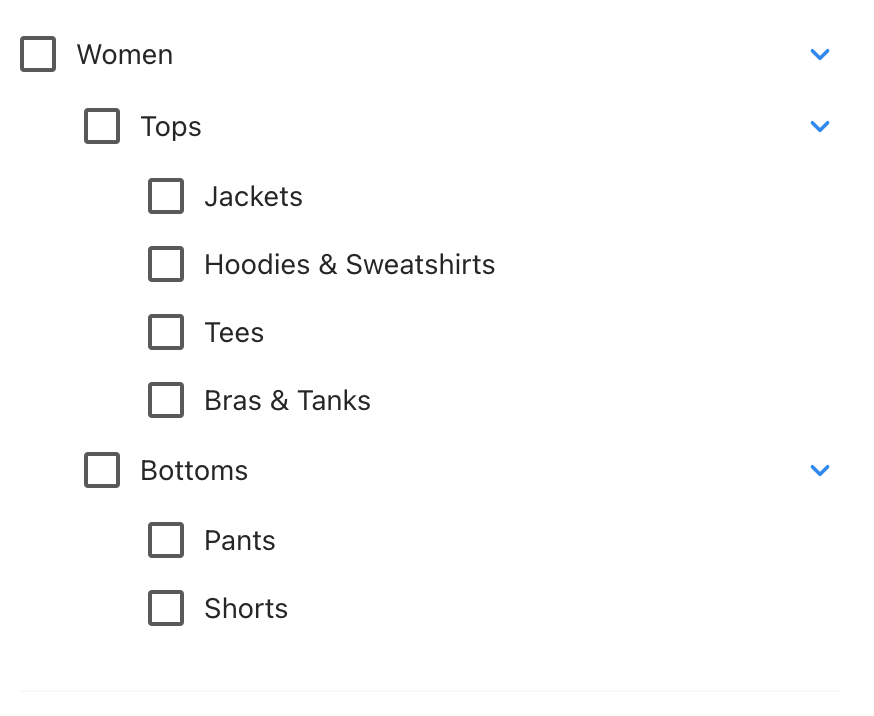 Women
Tops
Jackets
Hoodies & Sweatshirts
Tees
Bras & Tanks
Bottoms
Pants
Shorts